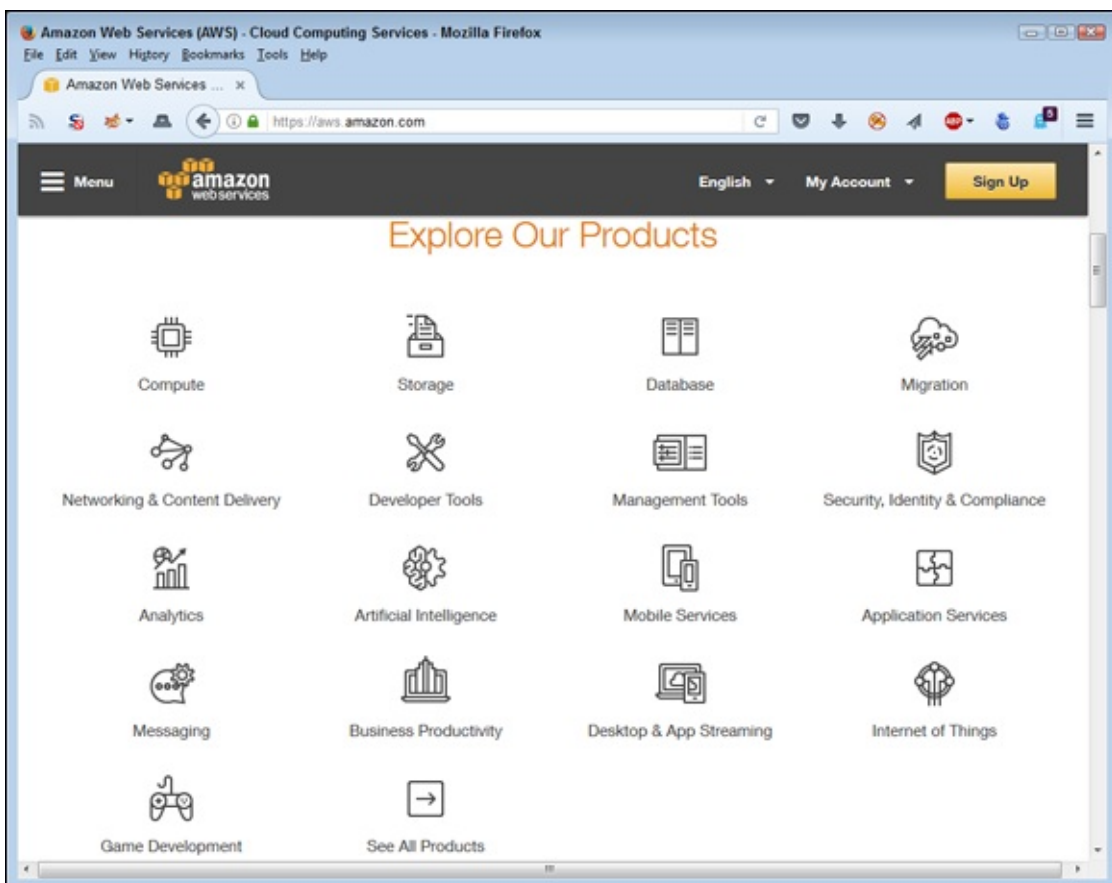 Amazon Web Services (AWS) - Cloud Computing Services - Mozilla Firefox
File Edit View History Bookmarks Tools Help
Amazon Web Services ... x
https://aws.amazon.com
ABP
Menu
amazon
webservices
English
My Account
Sign Up
Explore Our Products
Compute
Storage
Database
Migration
Networking & Content Delivery
Developer Tools
Management Tools
Security, Identity & Compliance
Analytics
Artificial Intelligence
Mobile Services
Application Services
Messaging
Business Productivity
Desktop & App Streaming
Internet of Things
Game Development
See All Products